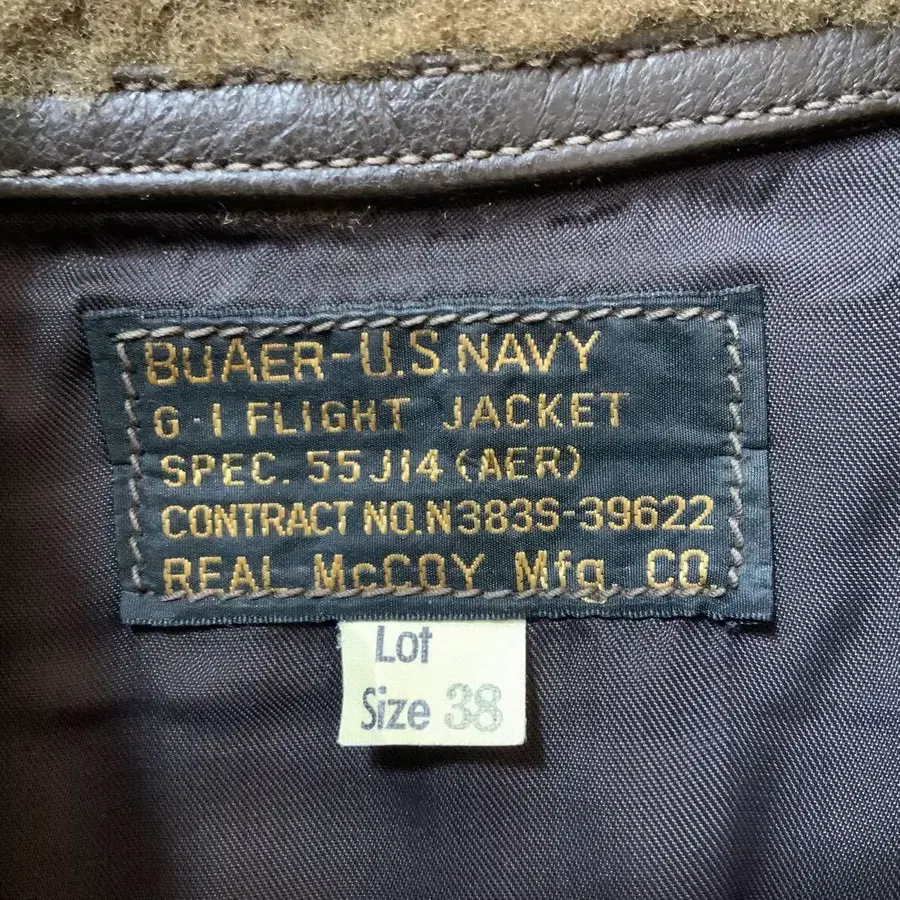 BUAER-U.S.NAVY
G-1 FLIGHT JACKET
SPEC. 55J14 (AER)
CONTRACT NO. N383S-39622
REAL McCOY Mfg. CO.
Lot
Size 38